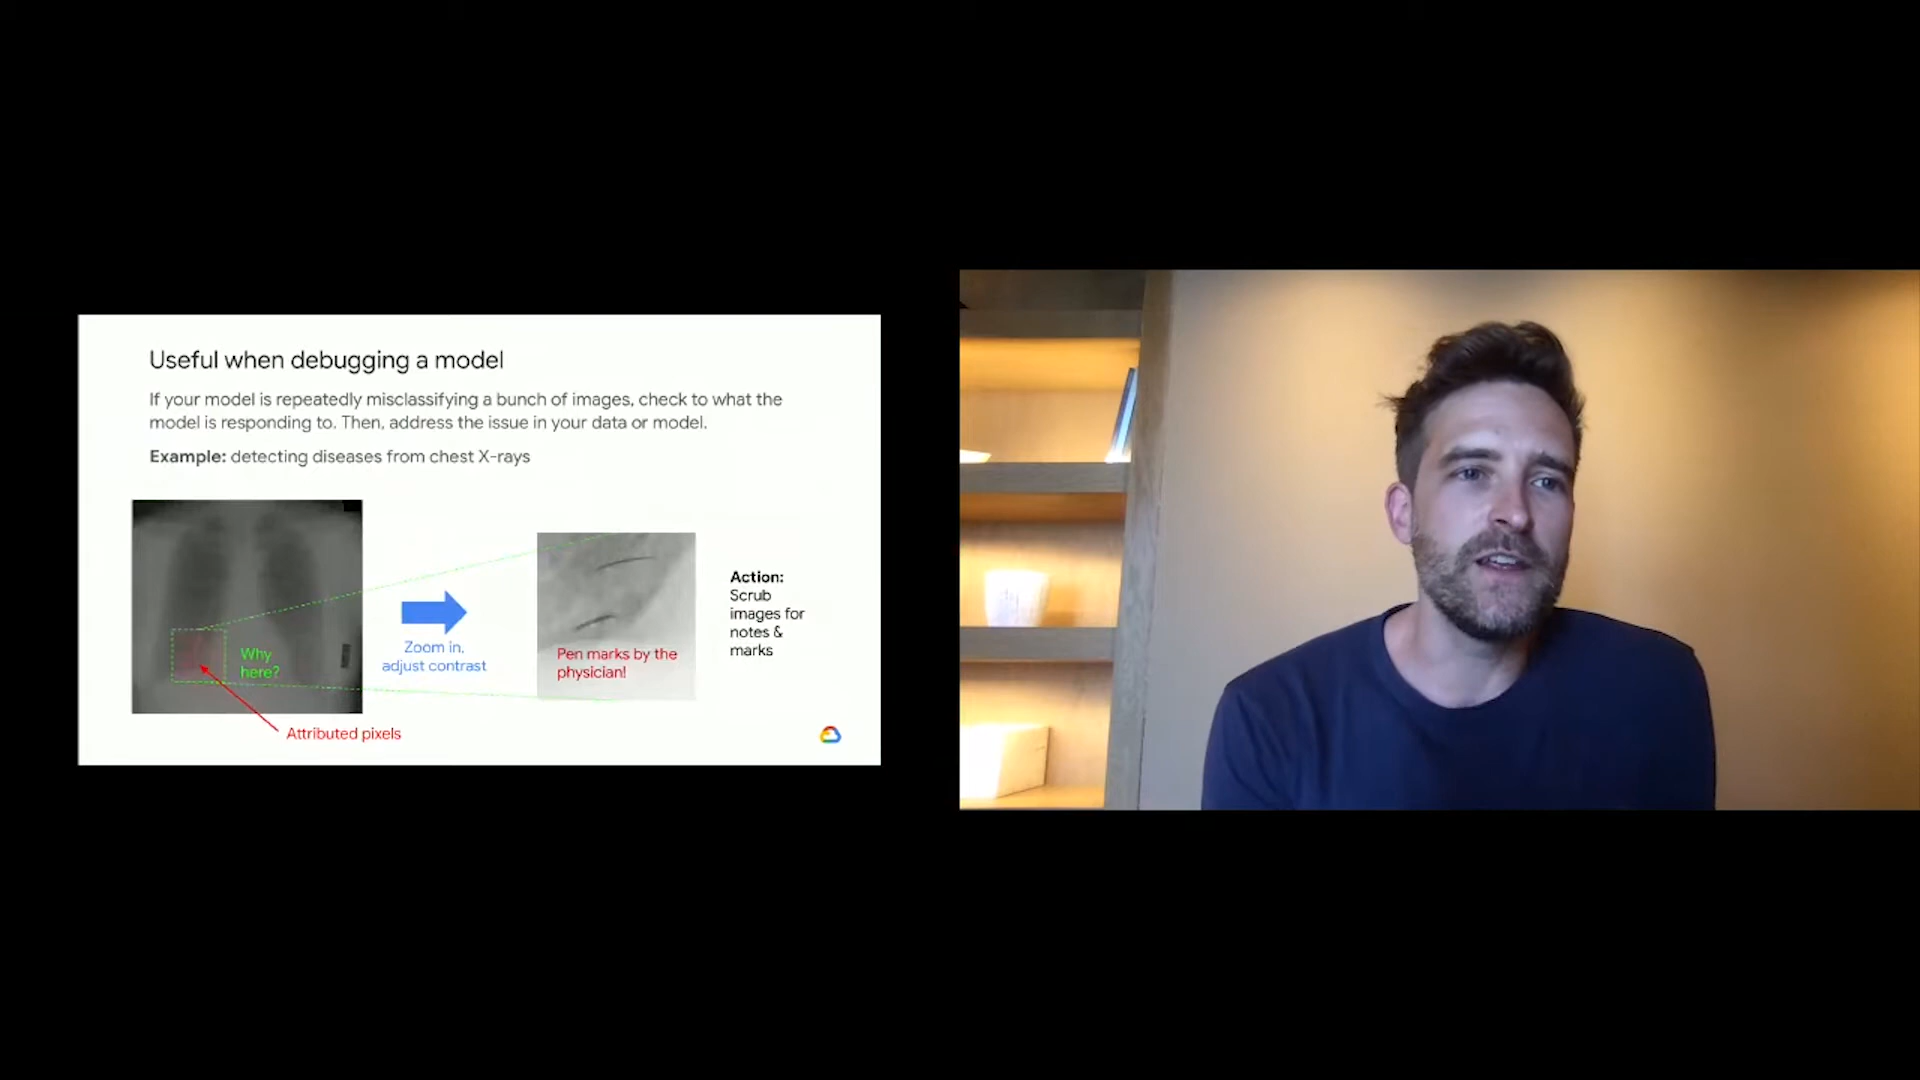 Useful when debugging a model
If your model is repeatedly misclassifying a bunch of images, check to what the
model is responding to. Then, address the issue in your data or model.
Example: detecting diseases from chest X-rays
Why
here?
Attributed pixels
Zoom in,
adjust contrast
Pen marks by the
physician!
Action:
Scrub
images for
notes &
marks